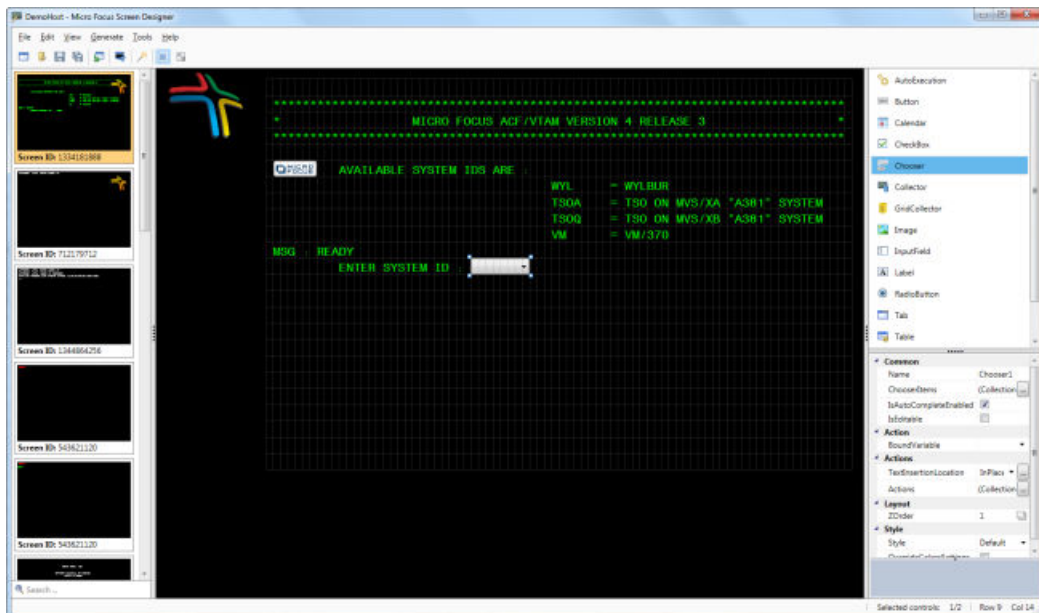 DemoHost - Micro Focus Screen Designer
File Edit View Generate Tools Help
Screen ID: 1334181888
Screen ID: 712179712
Screen ID: 1344864256
Screen ID: 543621120
Screen ID: 543621120
Search...
* MICRO FOCUS ACF/VTAM VERSION 4 RELEASE 3 *
MICRO FOCUS AVAILABLE SYSTEM IDS ARE :
WYL = WYLBUR
TSOA = TSO ON MVS/XA "A381" SYSTEM
TSOQ = TSO ON MVS/XB "A381" SYSTEM
VM = VM/370
MSG : READY
ENTER SYSTEM ID :
AutoExecution
Button
Calendar
CheckBox
Chooser
Collector
GridCollector
Image
InputField
Label
RadioButton
Tab
Table
Common
Name Chooser1
ChooserItems (Collection ...
IsAutoCompleteEnabled
IsEditable
Action
BoundVariable
Actions
TextInsertionLocation InPlac ...
Actions (Collection ...
Layout
ZOrder 1
Style
Style Default
Selected controls: 1/2 Row 9 Col 14